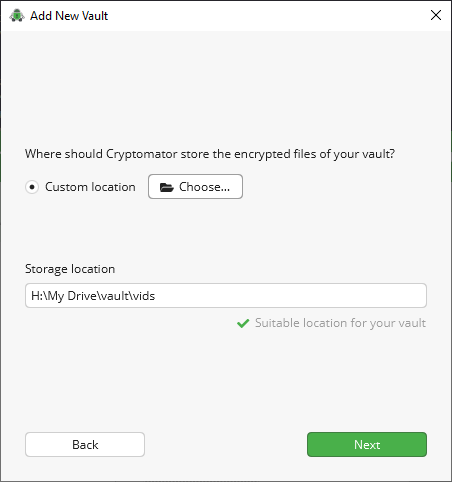 Add New Vault
Where should Cryptomator store the encrypted files of your vault?
Custom location
Choose...
Storage location
H:\My Drive\vault\vids
Suitable location for your vault
Back
Next